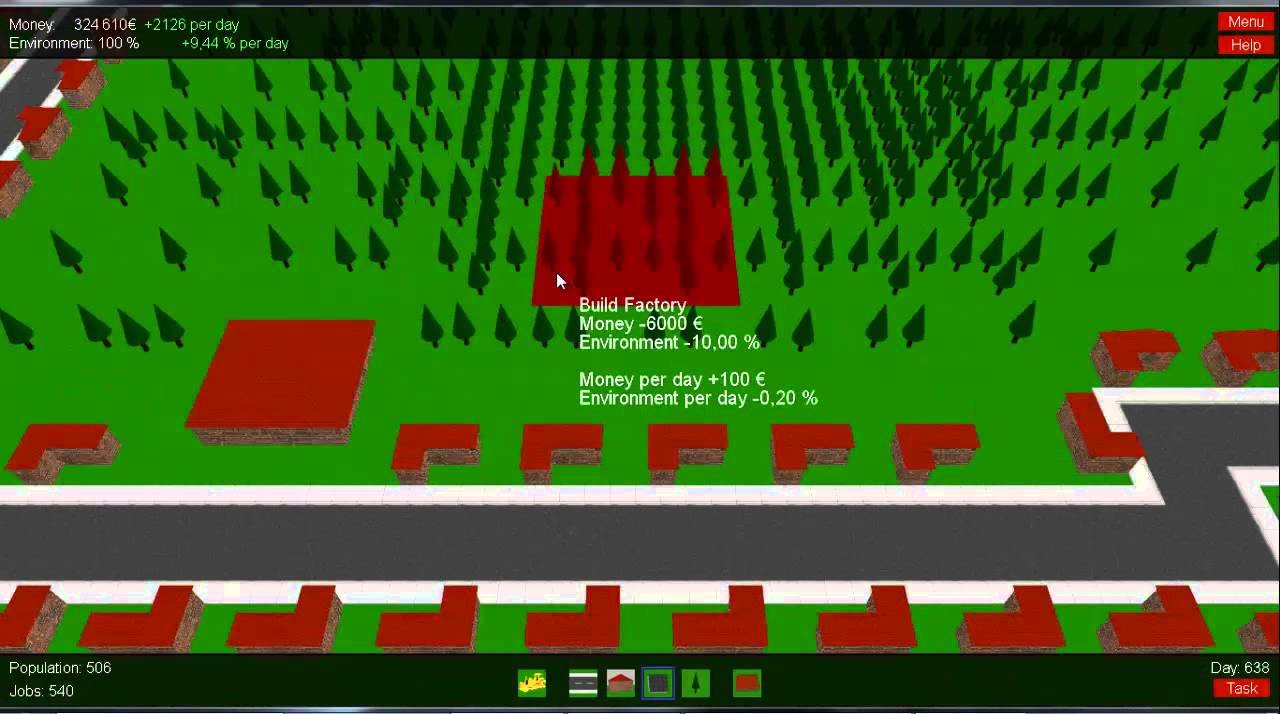 Money: 324 610€ +2126 per day
Menu
Environment: 100 % +9,44 % per day
Help
Build Factory
Money -6000 €
Environment -10,00 %
Money per day +100 €
Environment per day -0,20 %
Population: 506
Day: 638
Jobs: 540
Task